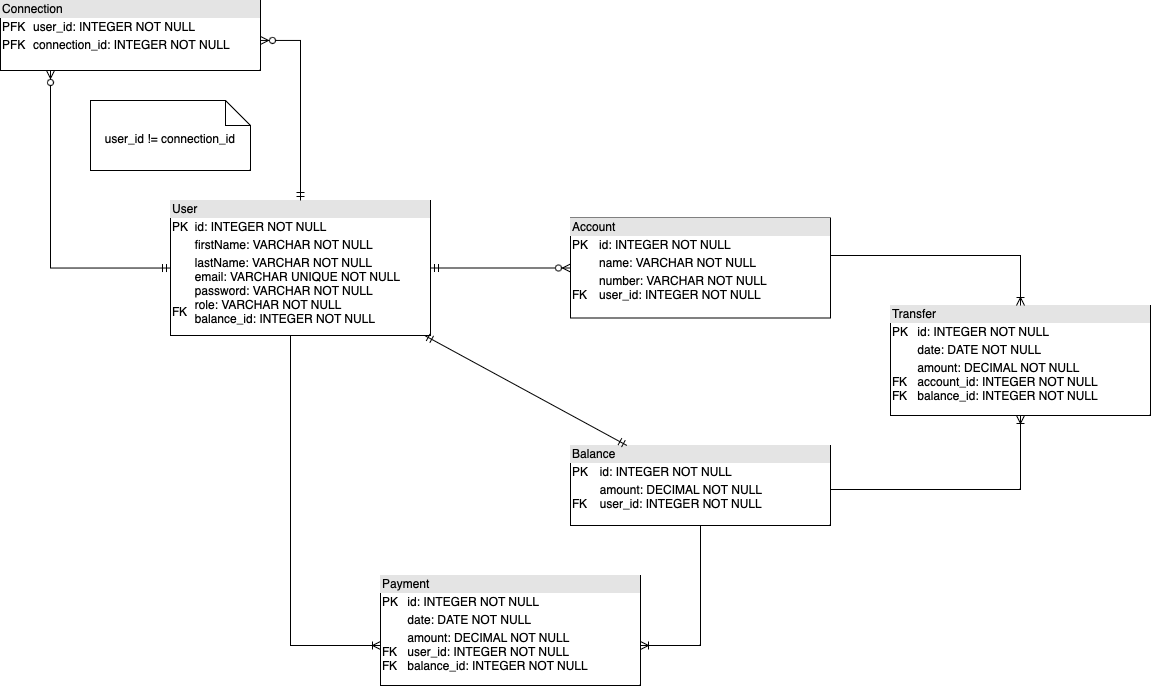 Connection
PFK user_id: INTEGER NOT NULL
PFK connection_id: INTEGER NOT NULL
user_id != connection_id
User
PK id: INTEGER NOT NULL
firstName: VARCHAR NOT NULL
lastName: VARCHAR NOT NULL
email: VARCHAR UNIQUE NOT NULL
password: VARCHAR NOT NULL
role: VARCHAR NOT NULL
FK balance_id: INTEGER NOT NULL
Account
PK id: INTEGER NOT NULL
name: VARCHAR NOT NULL
number: VARCHAR NOT NULL
FK user_id: INTEGER NOT NULL
Transfer
PK id: INTEGER NOT NULL
date: DATE NOT NULL
amount: DECIMAL NOT NULL
FK account_id: INTEGER NOT NULL
FK balance_id: INTEGER NOT NULL
Balance
PK id: INTEGER NOT NULL
amount: DECIMAL NOT NULL
FK user_id: INTEGER NOT NULL
Payment
PK id: INTEGER NOT NULL
date: DATE NOT NULL
amount: DECIMAL NOT NULL
FK user_id: INTEGER NOT NULL
FK balance_id: INTEGER NOT NULL